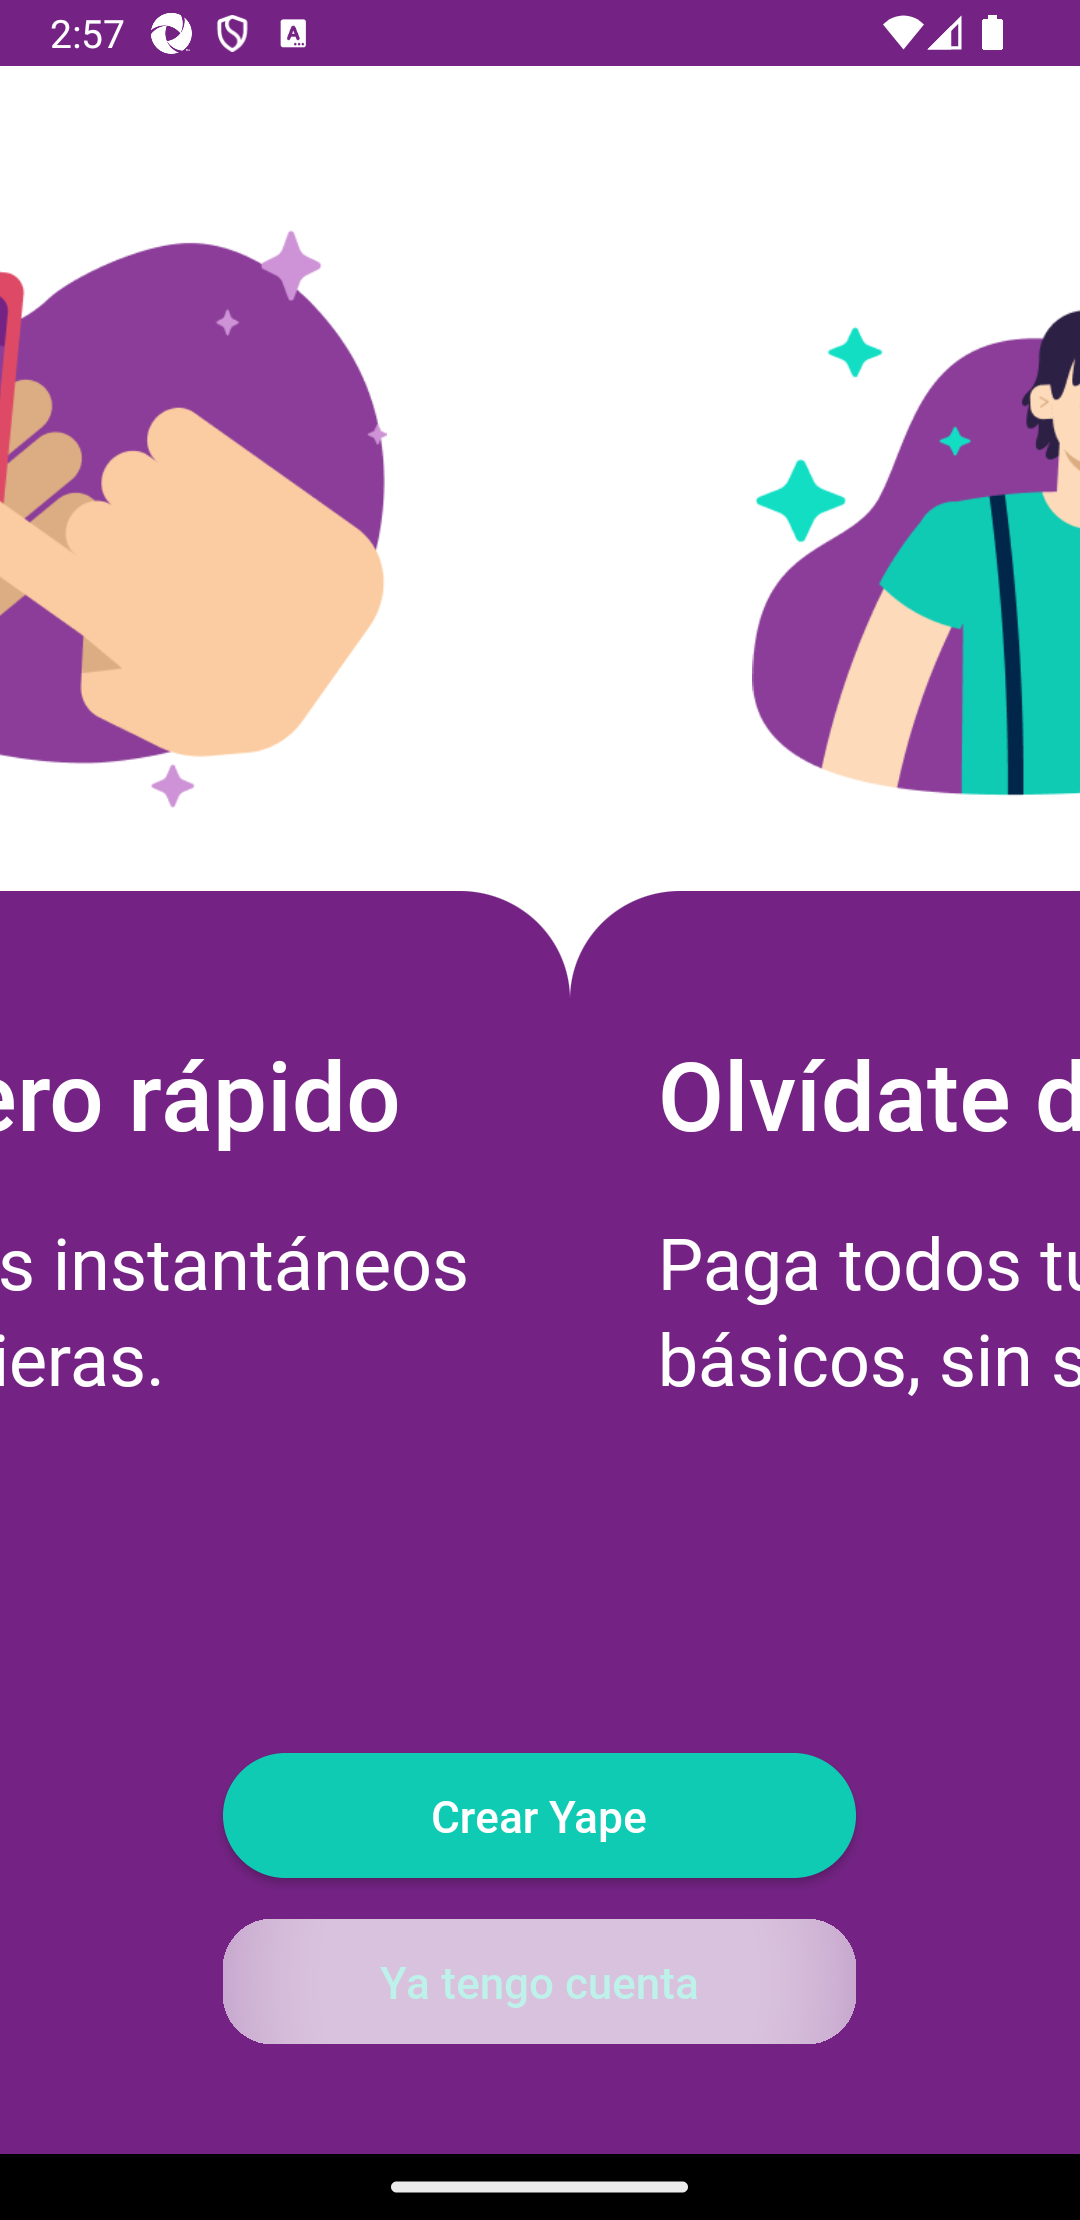 2:57
ero rápido
Olvídate d
s instantáneos
ieras.
Paga todos tu
básicos, sin s
Crear Yape
Ya tengo cuenta